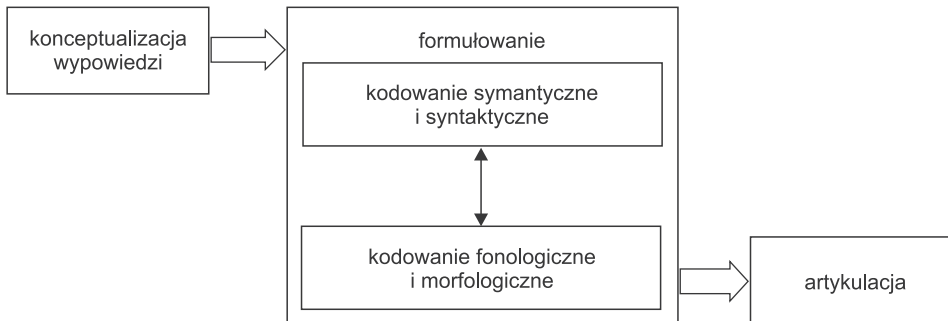 konceptualizacja
wypowiedzi
formułowanie
kodowanie symantyczne
i syntaktyczne
kodowanie fonologiczne
i morfologiczne
artykulacja